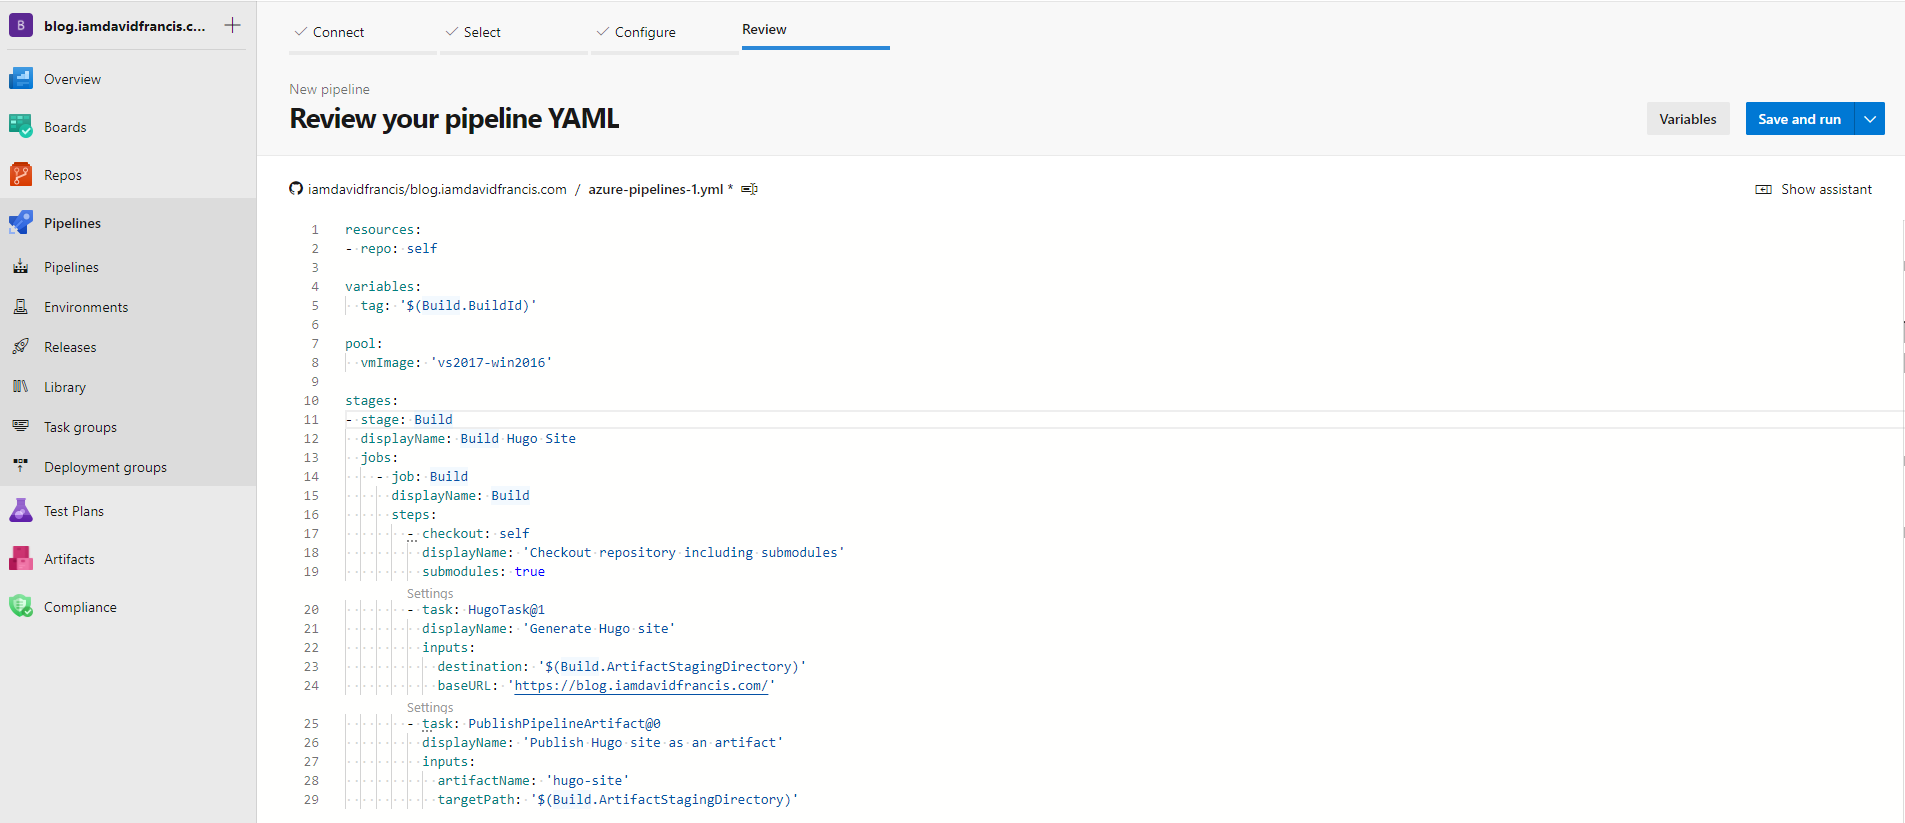 B blog.iamdavidfrancis.c... +
Overview
Boards
Repos
Pipelines
Pipelines
Environments
Releases
Library
Task groups
Deployment groups
Test Plans
Artifacts
Compliance
Connect Select Configure Review
New pipeline
Review your pipeline YAML
Variables Save and run
iamdavidfrancis/blog.iamdavidfrancis.com / azure-pipelines-1.yml *
Show assistant
1 resources:
2 - repo: self
3
4 variables:
5   tag: '$(Build.BuildId)'
6
7 pool:
8   vmImage: 'vs2017-win2016'
9
10 stages:
11 - stage: Build
12   displayName: Build Hugo Site
13   jobs:
14     - job: Build
15       displayName: Build
16       steps:
17         - checkout: self
18           displayName: 'Checkout repository including submodules'
19           submodules: true
Settings
20         - task: HugoTask@1
21           displayName: 'Generate Hugo site'
22           inputs:
23             destination: '$(Build.ArtifactStagingDirectory)'
24             baseURL: 'https://blog.iamdavidfrancis.com/'
Settings
25         - task: PublishPipelineArtifact@0
26           displayName: 'Publish Hugo site as an artifact'
27           inputs:
28             artifactName: 'hugo-site'
29             targetPath: '$(Build.ArtifactStagingDirectory)'